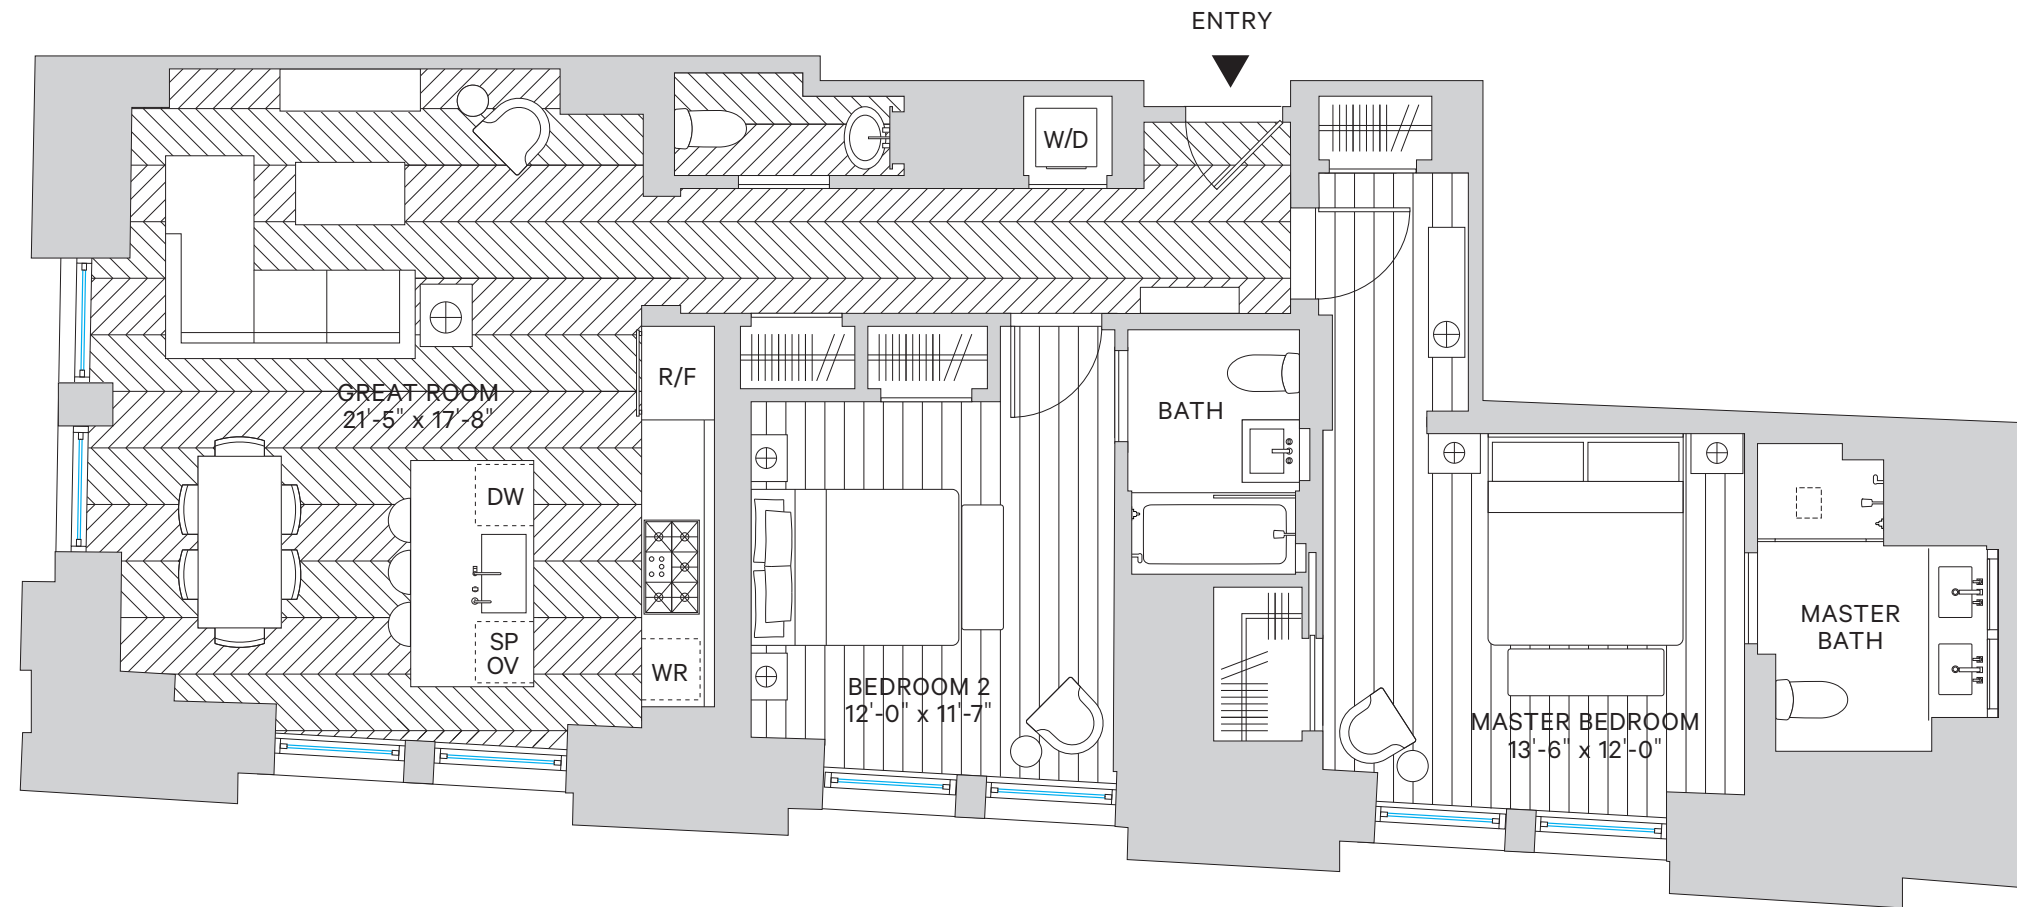 ENTRY
W/D
R/F
GREAT ROOM
21'-5" x 17'-8"
BATH
DW
SP
OV
WR
BEDROOM 2
12'-0" x 11'-7"
MASTER BEDROOM
13'-6" x 12'-0"
MASTER
BATH